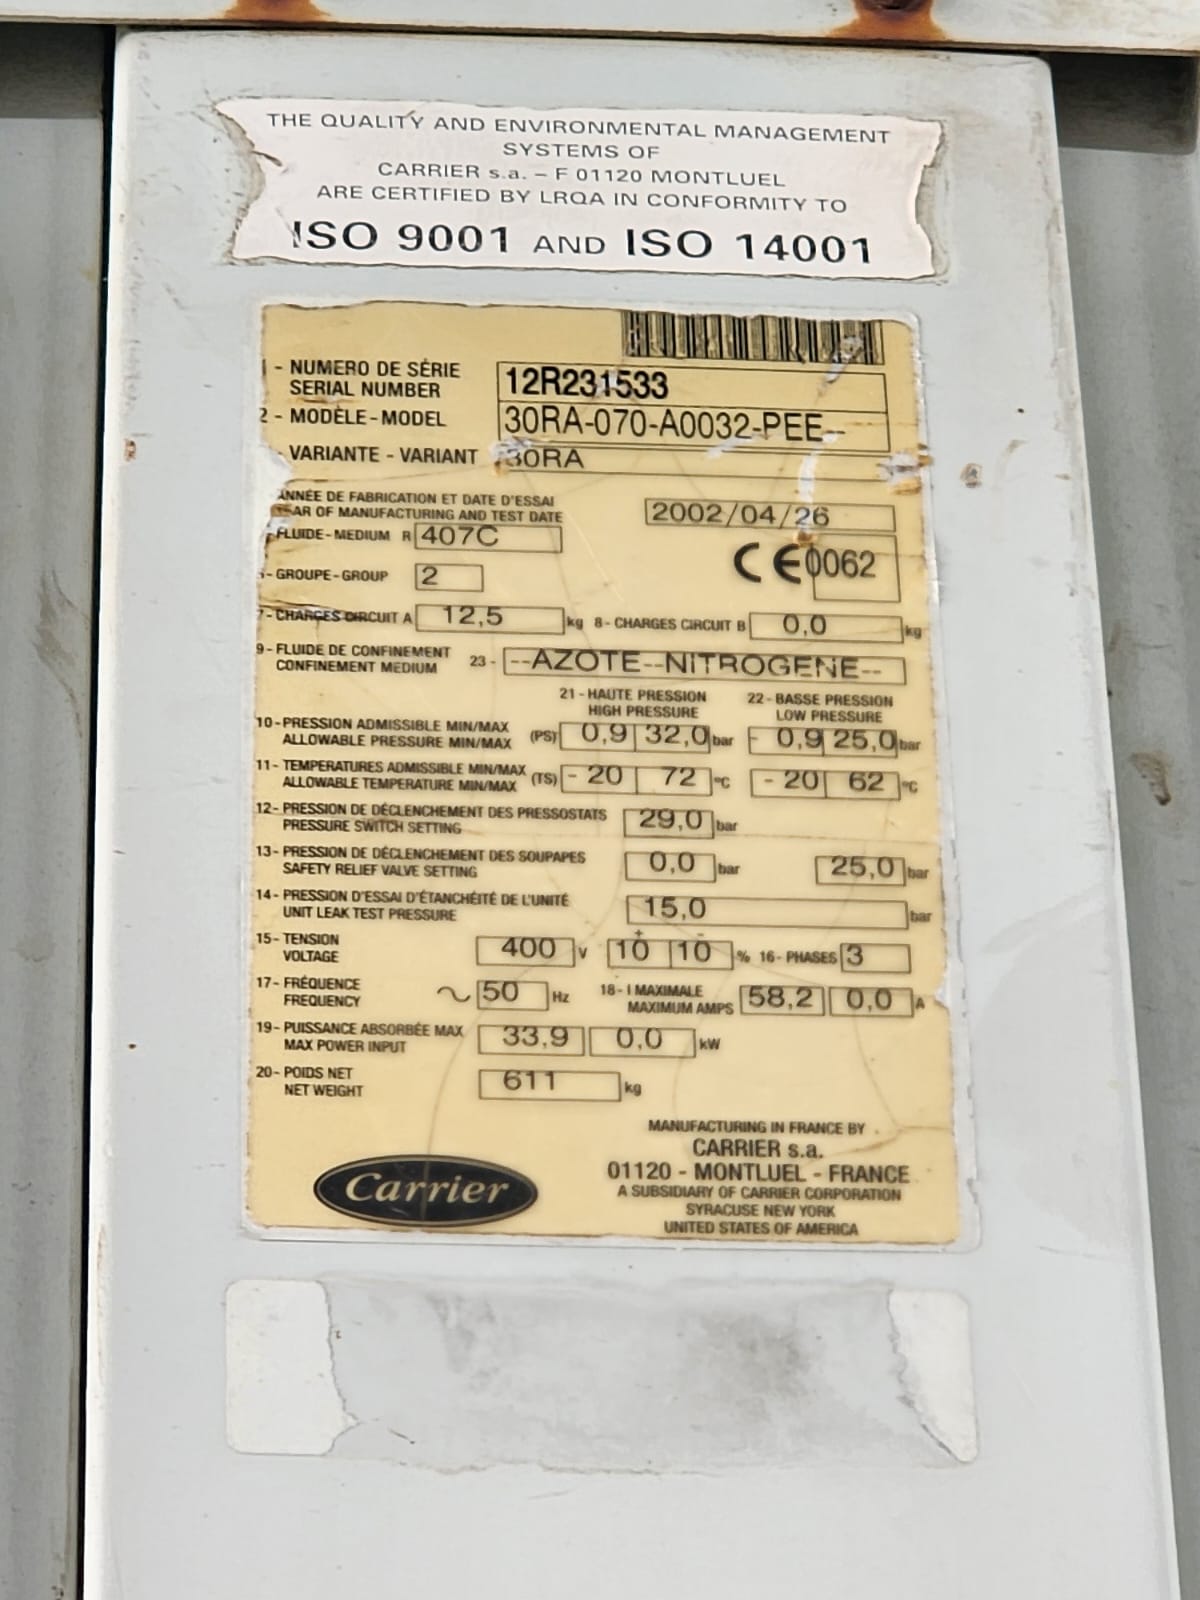 THE QUALITY AND ENVIRONMENTAL MANAGEMENT
SYSTEMS OF
CARRIER s.a. – F 01120 MONTLUEL
ARE CERTIFIED BY LRQA IN CONFORMITY TO
ISO 9001 AND ISO 14001
1 - NUMERO DE SÉRIE
SERIAL NUMBER 12R231533
2 - MODÈLE - MODEL 30RA-070-A0032-PEE--
VARIANTE - VARIANT 30RA
ANNÉE DE FABRICATION ET DATE D'ESSAI
AR OF MANUFACTURING AND TEST DATE 2002/04/26
FLUIDE - MEDIUM R 407C
CE 0062
- GROUPE - GROUP 2
7 - CHARGES CIRCUIT A 12,5 kg 8 - CHARGES CIRCUIT B 0,0 kg
9 - FLUIDE DE CONFINEMENT
CONFINEMENT MEDIUM 23 - --AZOTE--NITROGENE--
21 - HAUTE PRESSION 22 - BASSE PRESSION
HIGH PRESSURE LOW PRESSURE
10 - PRESSION ADMISSIBLE MIN/MAX
ALLOWABLE PRESSURE MIN/MAX (PS) 0,9 32,0 bar - 0,9 25,0 bar
11 - TEMPERATURES ADMISSIBLE MIN/MAX
ALLOWABLE TEMPERATURE MIN/MAX (TS) - 20 72 °C - 20 62 °C
12 - PRESSION DE DÉCLENCHEMENT DES PRESSOSTATS
PRESSURE SWITCH SETTING 29,0 bar
13 - PRESSION DE DÉCLENCHEMENT DES SOUPAPES
SAFETY RELIEF VALVE SETTING 0,0 bar 25,0 bar
14 - PRESSION D'ESSAI D'ÉTANCHÉITÉ DE L'UNITÉ
UNIT LEAK TEST PRESSURE 15,0 bar
15 - TENSION
VOLTAGE 400 V + 10 - 10 % 16 - PHASES 3
17 - FRÉQUENCE
FREQUENCY ~ 50 Hz
18 - I MAXIMALE
MAXIMUM AMPS 58,2 0,0 A
19 - PUISSANCE ABSORBÉE MAX
MAX POWER INPUT 33,9 0,0 kW
20 - POIDS NET
NET WEIGHT 611 kg
MANUFACTURING IN FRANCE BY
CARRIER s.a.
01120 - MONTLUEL - FRANCE
A SUBSIDIARY OF CARRIER CORPORATION
SYRACUSE NEW YORK
UNITED STATES OF AMERICA
Carrier